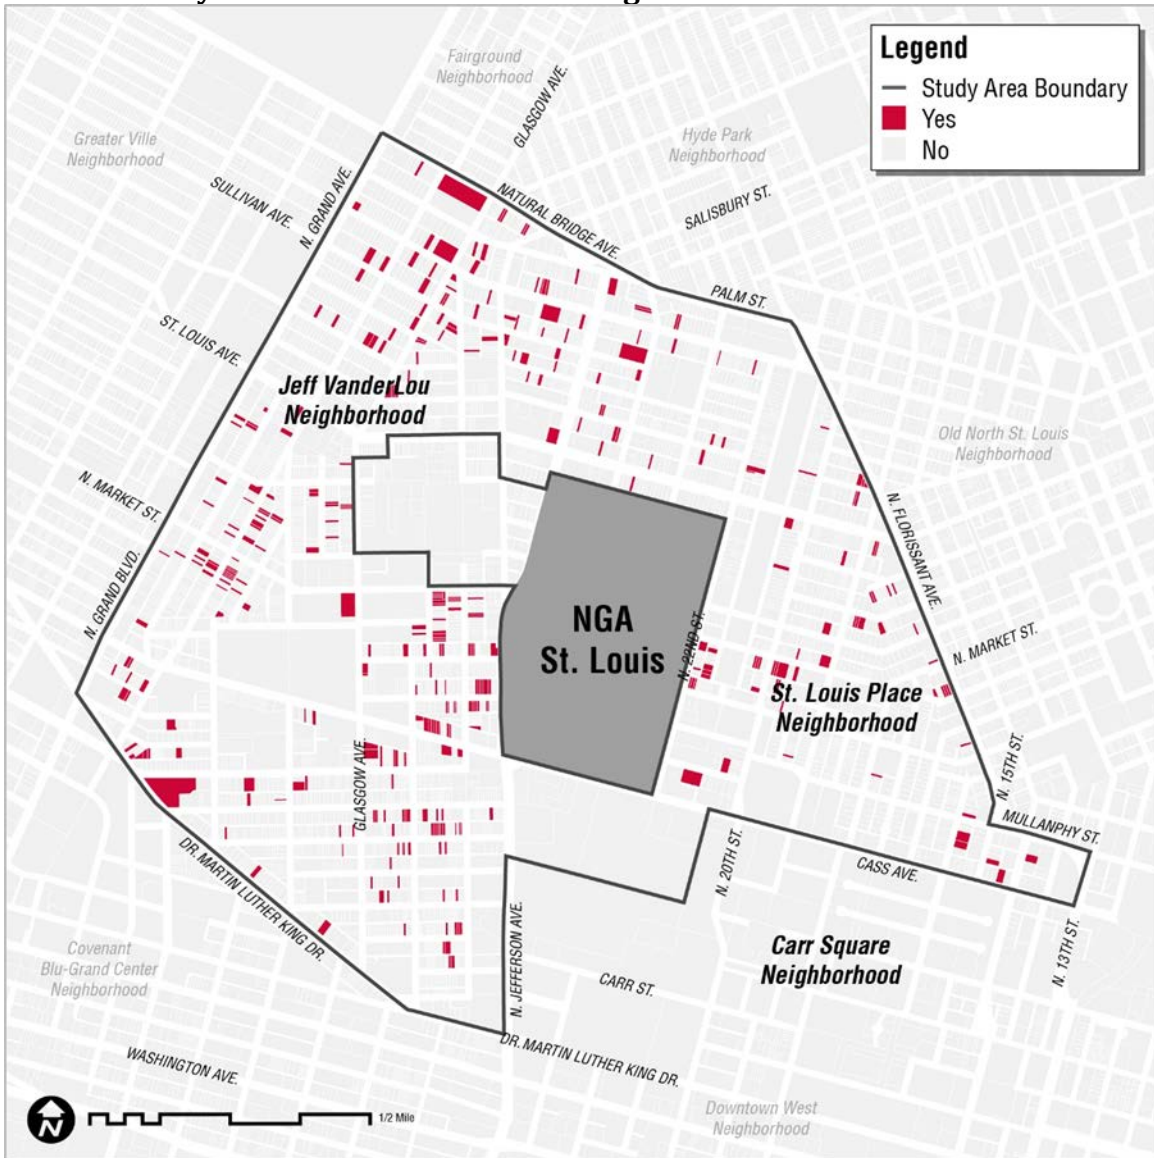 Legend
Study Area Boundary
Yes
No
Fairground
Neighborhood
GLASGOW AVE.
Greater Ville
Neighborhood
Hyde Park
Neighborhood
SULLIVAN AVE.
N. GRAND AVE.
NATURAL BRIDGE AVE.
SALISBURY ST.
PALM ST.
ST. LOUIS AVE.
Jeff VanderLou
Neighborhood
Old North St. Louis
Neighborhood
N. MARKET ST.
N. FLORISSANT AVE.
N. GRAND BLVD.
NGA
St. Louis
N. 22ND ST.
N. MARKET ST.
St. Louis Place
Neighborhood
GLASGOW AVE.
N. 15TH ST.
MULLANPHY ST.
DR. MARTIN LUTHER KING DR.
N. 20TH ST.
CASS AVE.
N. JEFFERSON AVE.
Covenant
Blu-Grand Center
Neighborhood
Carr Square
Neighborhood
N. 13TH ST.
CARR ST.
DR. MARTIN LUTHER KING DR.
WASHINGTON AVE.
Downtown West
Neighborhood
N
1/2 Mile